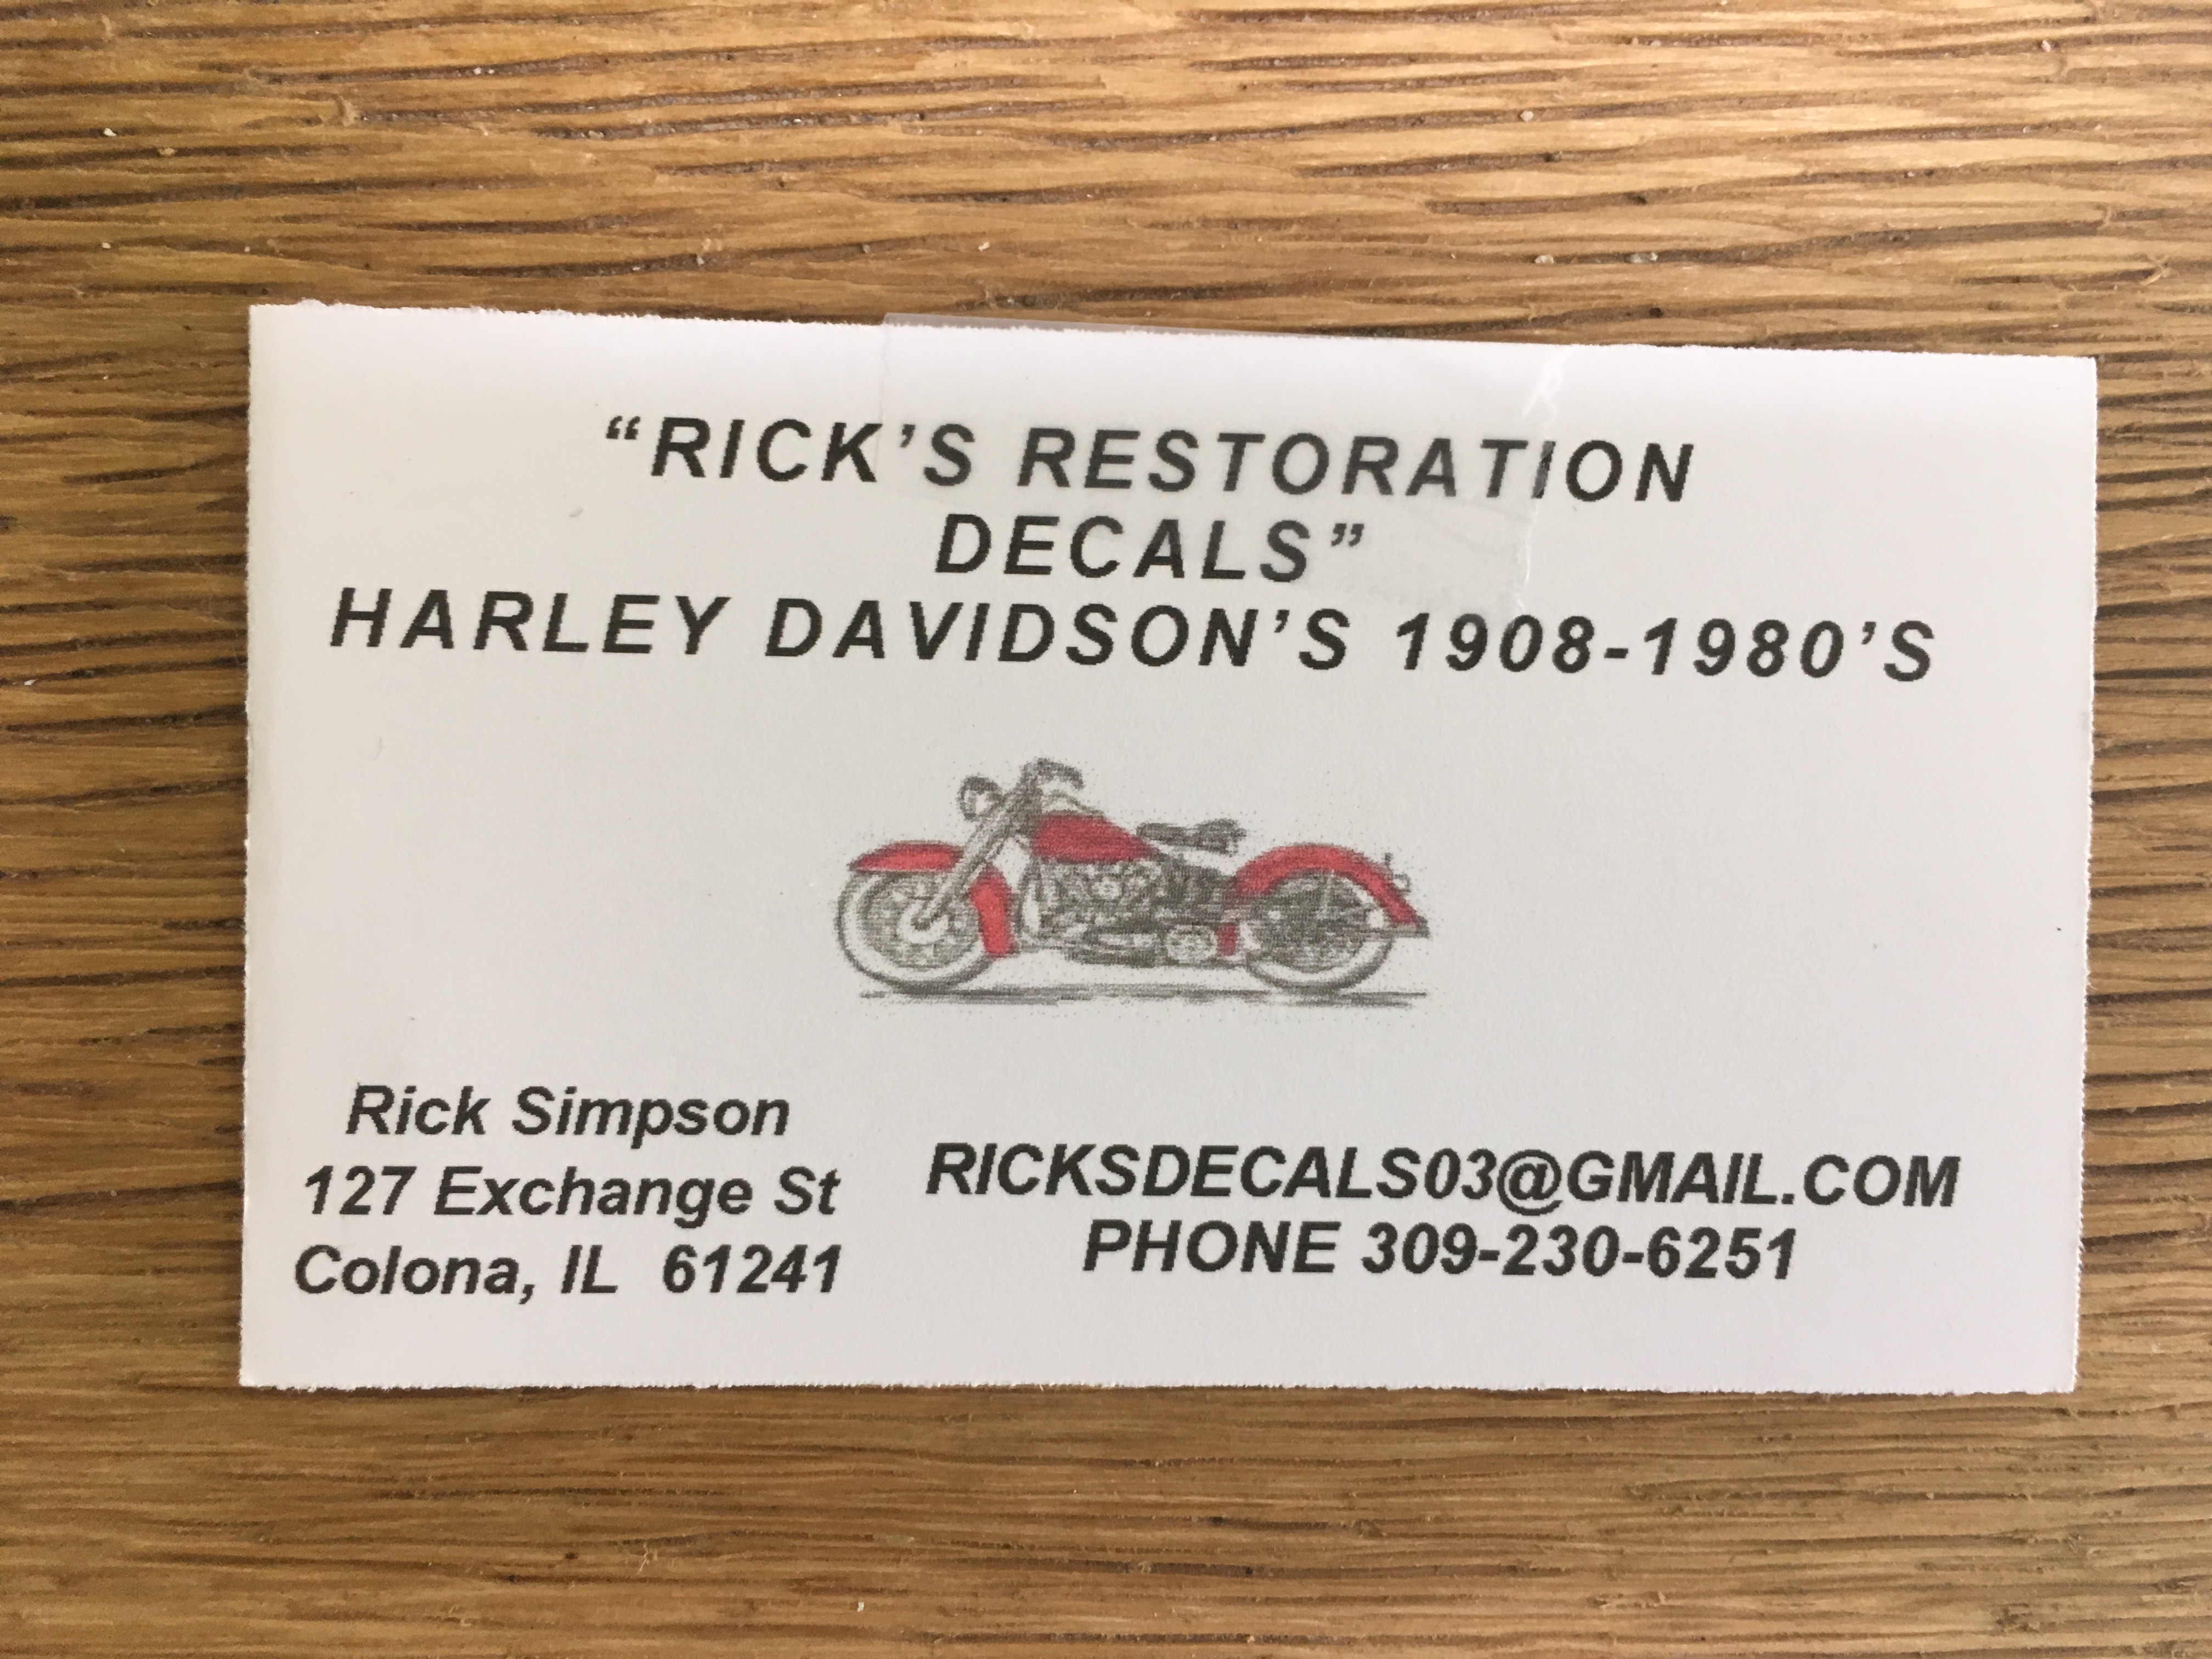 “RICK’S RESTORATION
DECALS”
HARLEY DAVIDSON’S 1908-1980’S
Rick Simpson
127 Exchange St
Colona, IL 61241
RICKSDECALS03@GMAIL.COM
PHONE 309-230-6251